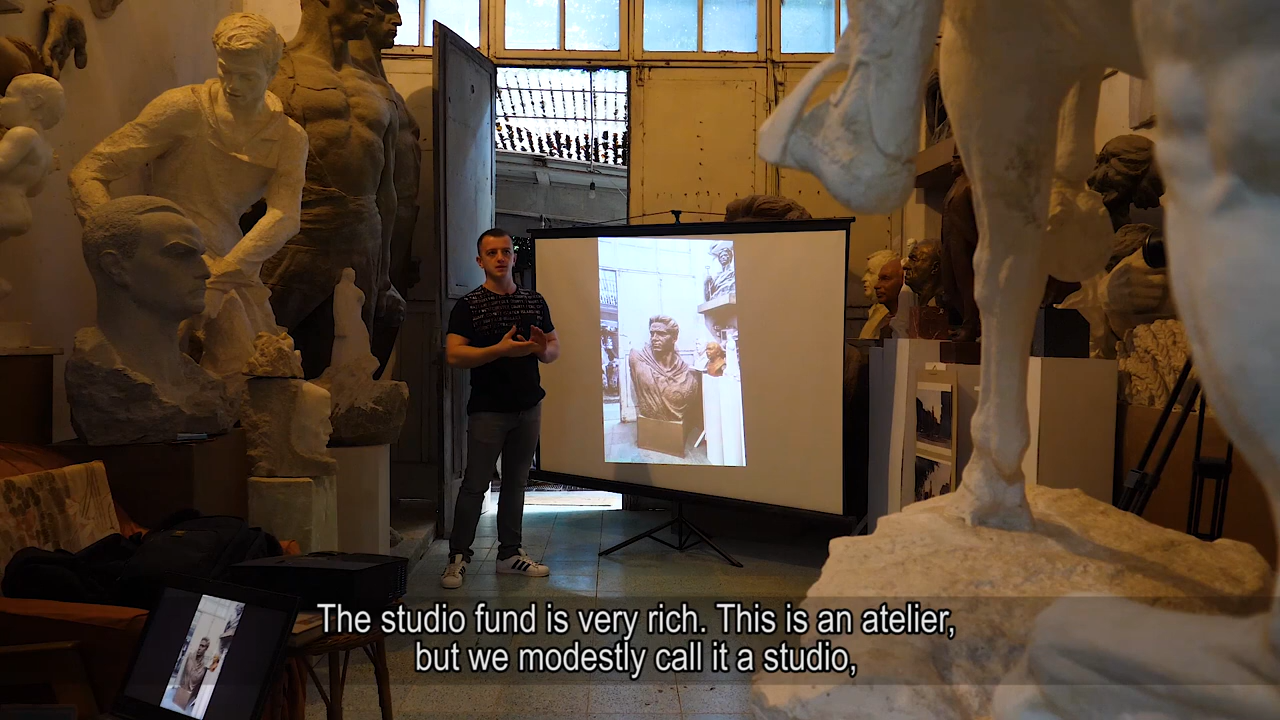 The studio fund is very rich. This is an atelier,
but we modestly call it a studio,